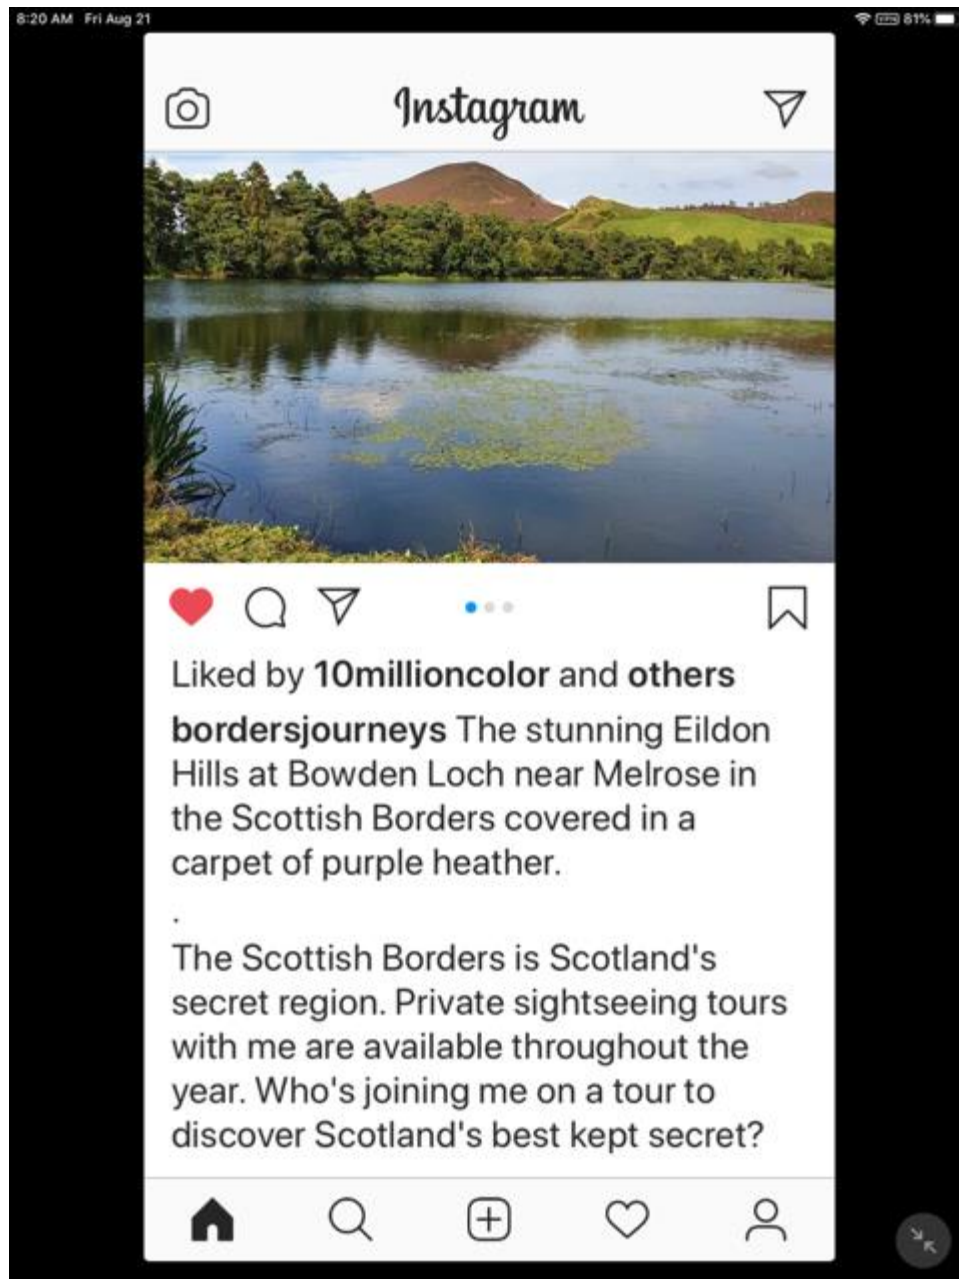 8:20 AM Fri Aug 21
81%
Instagram
Liked by 10millioncolor and others
bordersjourneys The stunning Eildon
Hills at Bowden Loch near Melrose in
the Scottish Borders covered in a
carpet of purple heather.
.
The Scottish Borders is Scotland's
secret region. Private sightseeing tours
with me are available throughout the
year. Who's joining me on a tour to
discover Scotland's best kept secret?